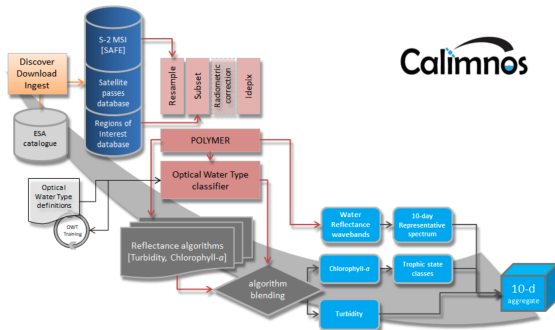 Discover
Download
Ingest
ESA
catalogue
S-2 MSI
[SAFE]
Satellite
passes
database
Regions of
Interest
database
Resample
Subset
Radiometric
correction
Idepix
Calimnos
POLYMER
Optical Water Type
classifier
Optical
Water Type
definitions
OWT
Training
Reflectance algorithms
[Turbidity, Chlorophyll-α]
algorithm
blending
Water
Reflectance
wavebands
10-day
Representative
spectrum
Chlorophyll-α
Trophic state
classes
Turbidity
10-d
aggregate